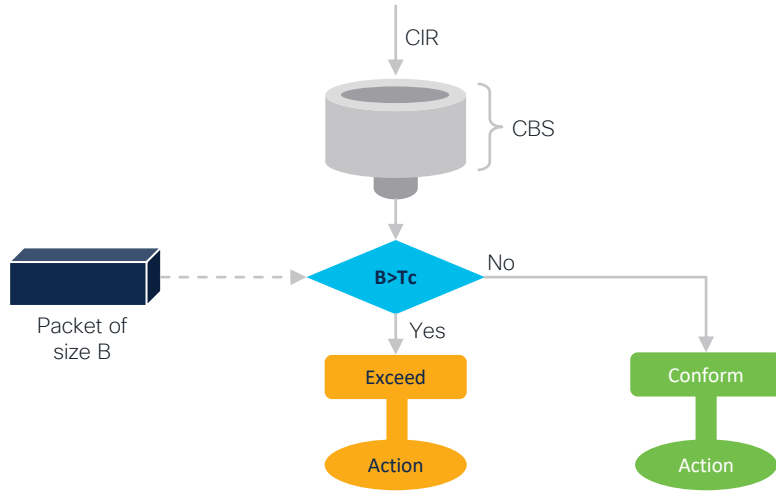 CIR
CBS
B>Tc
No
Packet of
size B
Yes
Exceed
Conform
Action
Action